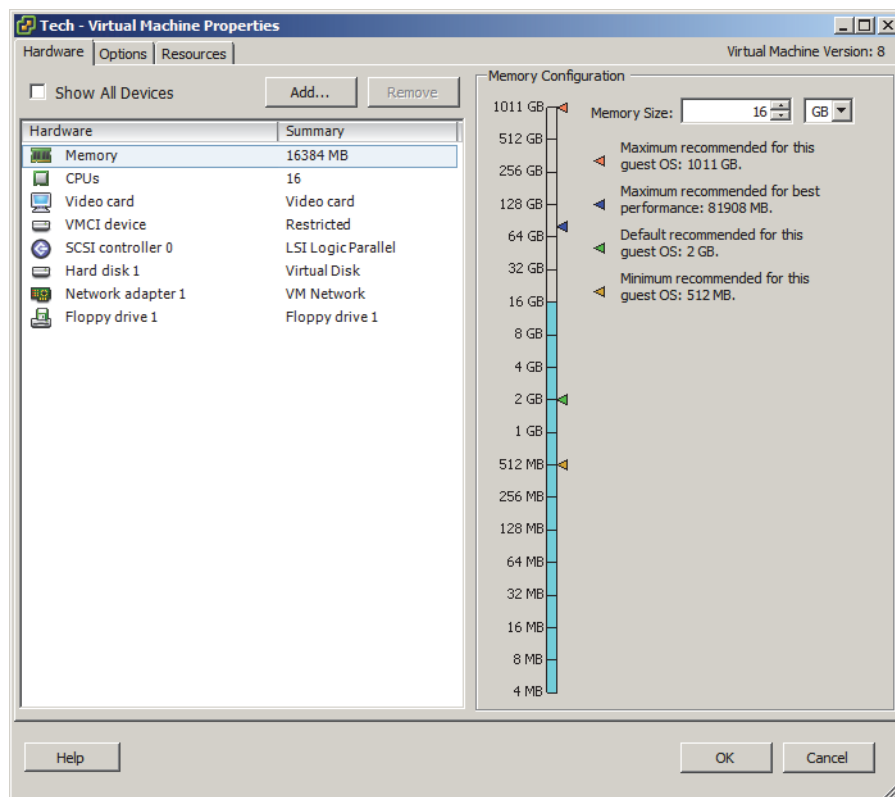 Tech - Virtual Machine Properties
Hardware Options Resources Virtual Machine Version: 8
Show All Devices Add... Remove
Hardware Summary
Memory 16384 MB
CPUs 16
Video card Video card
VMCI device Restricted
SCSI controller 0 LSI Logic Parallel
Hard disk 1 Virtual Disk
Network adapter 1 VM Network
Floppy drive 1 Floppy drive 1
Memory Configuration
Memory Size: 16 GB
1011 GB
512 GB
256 GB
128 GB
64 GB
32 GB
16 GB
8 GB
4 GB
2 GB
1 GB
512 MB
256 MB
128 MB
64 MB
32 MB
16 MB
8 MB
4 MB
Maximum recommended for this
guest OS: 1011 GB.
Maximum recommended for best
performance: 81908 MB.
Default recommended for this
guest OS: 2 GB.
Minimum recommended for this
guest OS: 512 MB.
Help OK Cancel